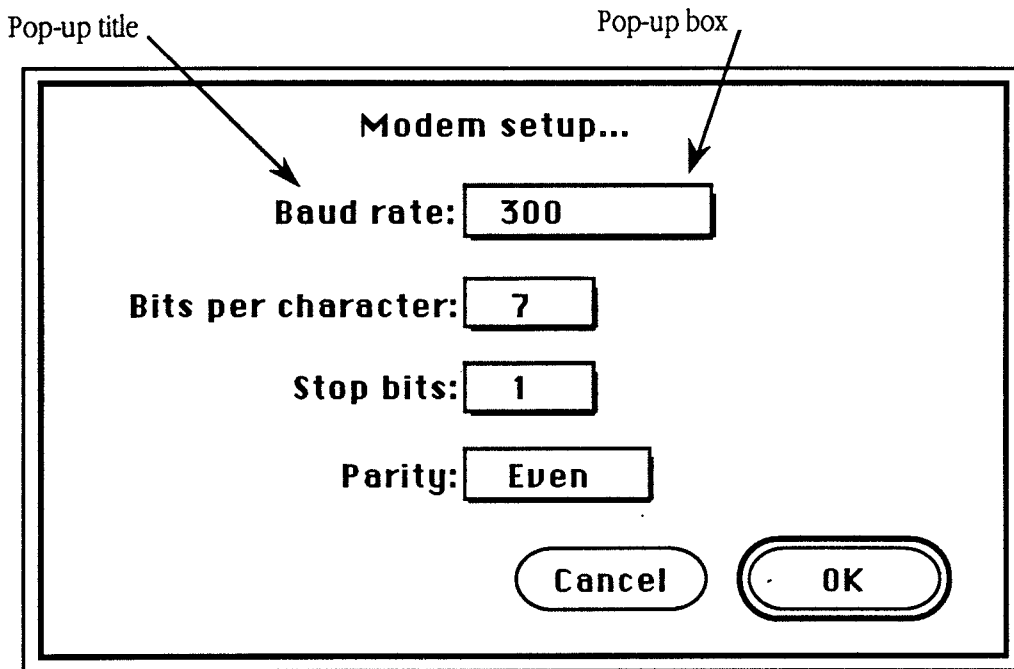 Pop-up title
Pop-up box
Modem setup...
Baud rate: 300
Bits per character: 7
Stop bits: 1
Parity: Even
Cancel OK